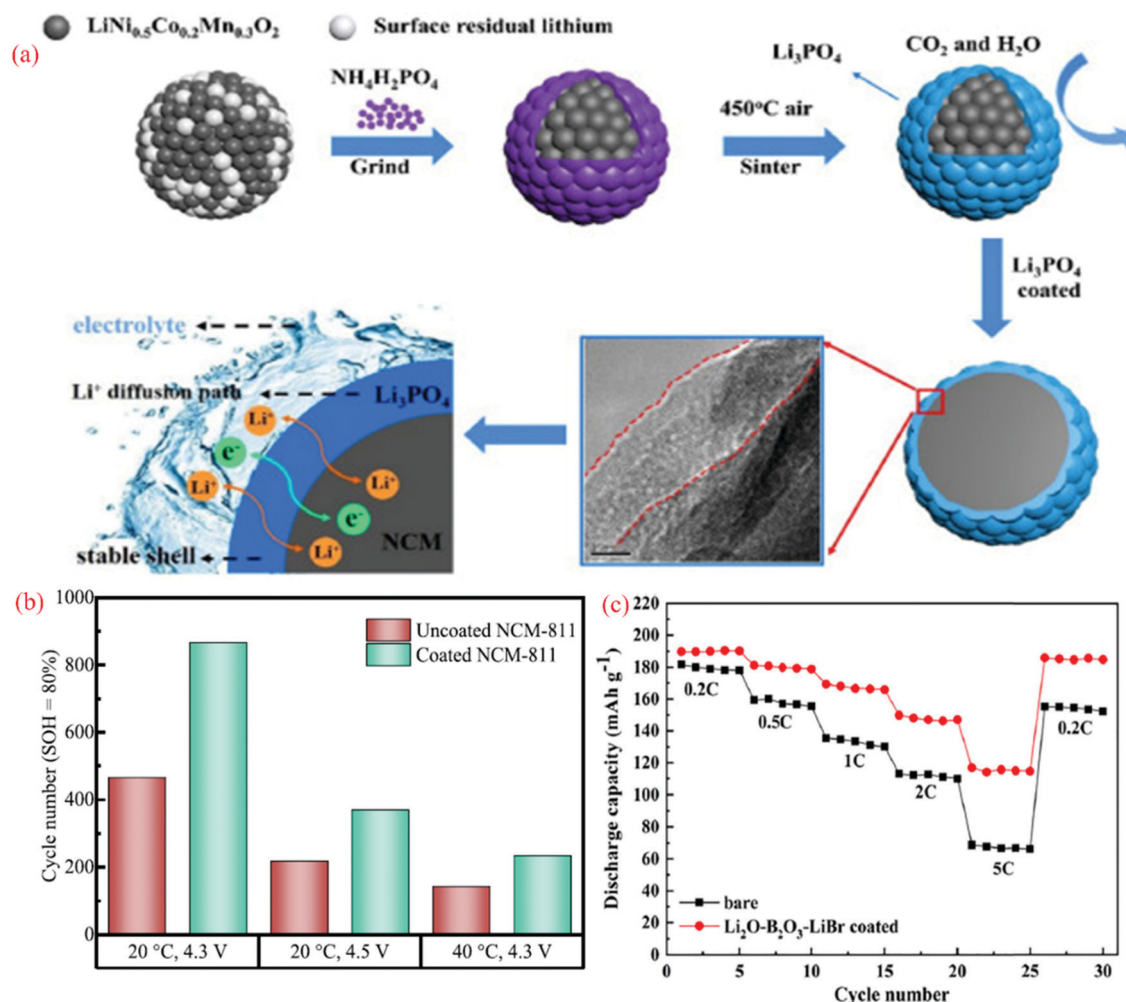 (a)
LiNi₀.₅Co₀.₂Mn₀.₃O₂
Surface residual lithium
NH₄H₂PO₄
Grind
450°C air
Sinter
Li₃PO₄
CO₂ and H₂O
Li₃PO₄
coated
electrolyte
Li⁺ diffusion path
Li₃PO₄
Li⁺
e⁻
Li⁺
Li⁺
e⁻
Li⁺
NCM
stable shell
(b)
Cycle number (SOH = 80%)
1000
800
600
400
200
0
Uncoated NCM-811
Coated NCM-811
20 °C, 4.3 V
20 °C, 4.5 V
40 °C, 4.3 V
(c)
Discharge capacity (mAh g⁻¹)
220
200
180
160
140
120
100
80
60
40
20
0
0.2C
0.5C
1C
2C
5C
0.2C
bare
Li₂O-B₂O₃-LiBr coated
0
5
10
15
20
25
30
Cycle number